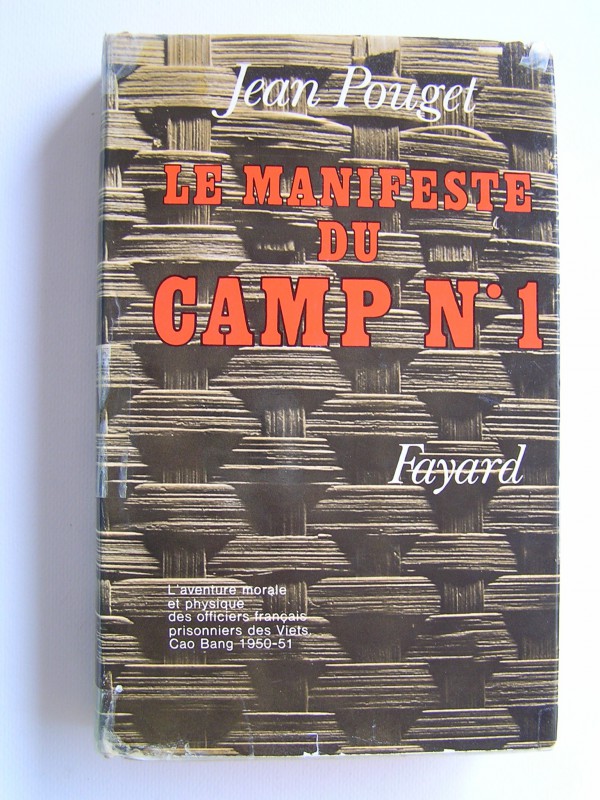 Jean Pouget
LE MANIFESTE
DU
CAMP N° 1
Fayard
L'aventure morale
et physique
des officiers français
prisonniers des Viets.
Cao Bang 1950-51